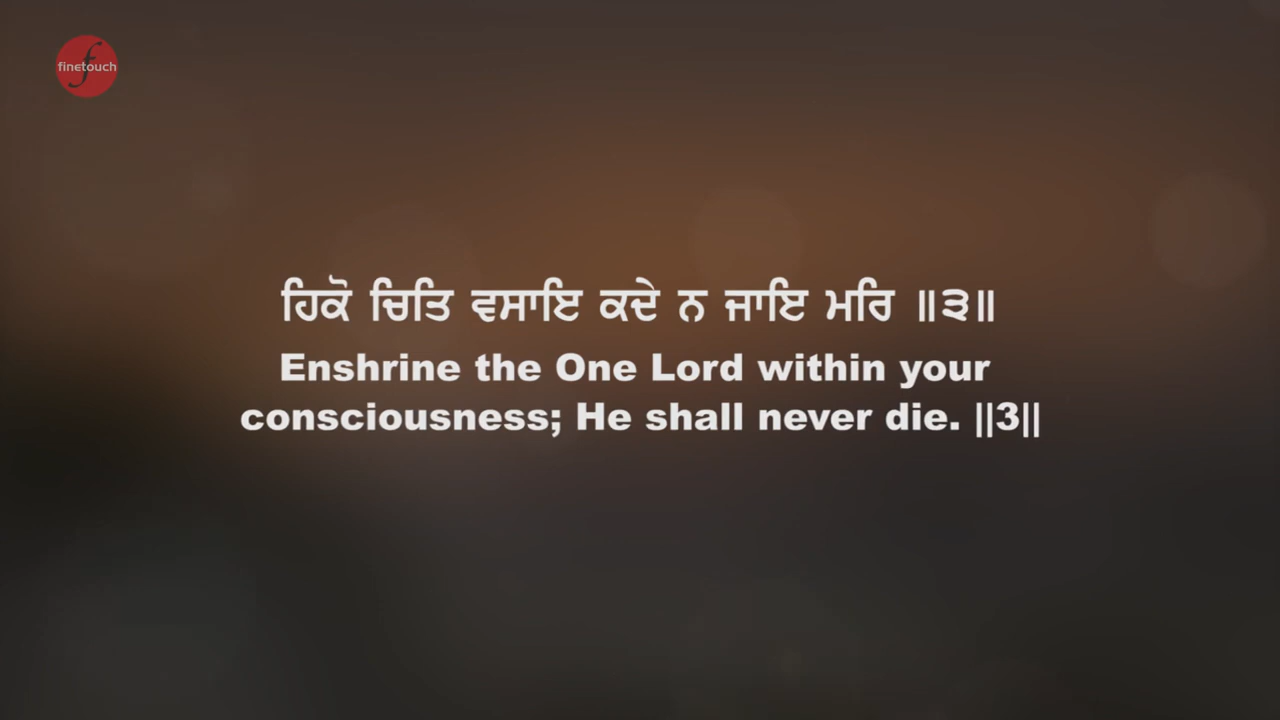 finetouch
ਹਿਕੋ ਚਿਤਿ ਵਸਾਇ ਕਦੇ ਨ ਜਾਇ ਮਰਿ ॥੩॥
Enshrine the One Lord within your
consciousness; He shall never die. ||3||